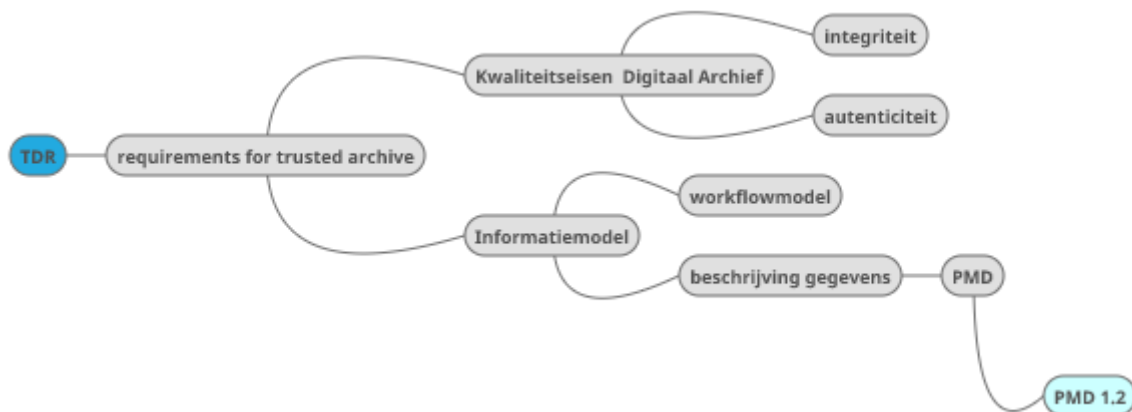 TDR
requirements for trusted archive
Kwaliteitseisen  Digitaal Archief
integriteit
autenticiteit
Informatiemodel
workflowmodel
beschrijving gegevens
PMD
PMD 1.2